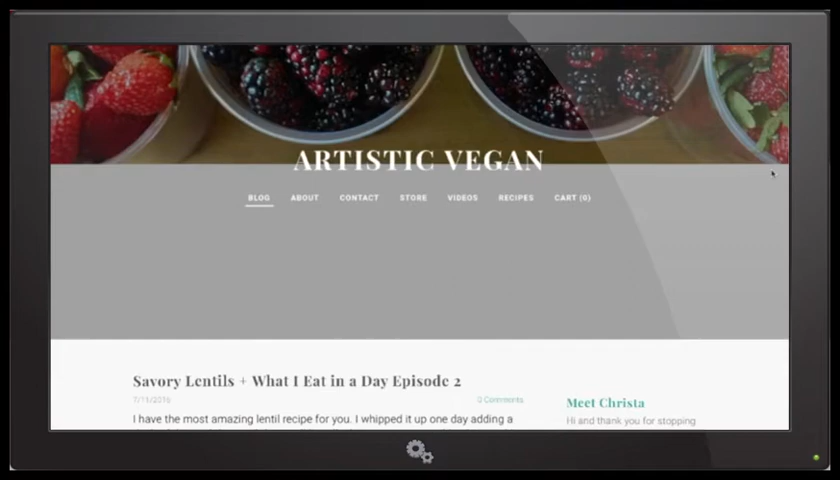 ARTISTIC VEGAN
BLOG ABOUT CONTACT STORE VIDEOS RECIPES CART (0)
Savory Lentils + What I Eat in a Day Episode 2
7/11/2016 0 Comments
I have the most amazing lentil recipe for you. I whipped it up one day adding a
Meet Christa
Hi and thank you for stopping